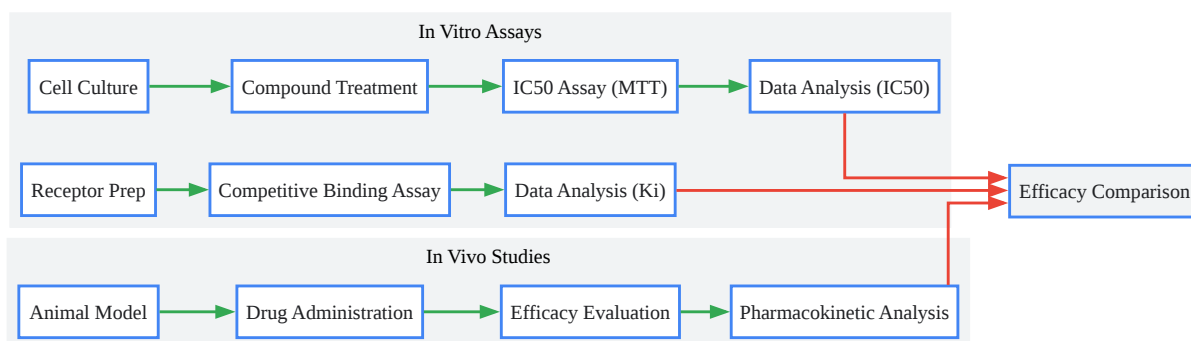 In Vitro Assays
Cell Culture
Compound Treatment
IC50 Assay (MTT)
Data Analysis (IC50)
Receptor Prep
Competitive Binding Assay
Data Analysis (Ki)
Efficacy Comparison
In Vivo Studies
Animal Model
Drug Administration
Efficacy Evaluation
Pharmacokinetic Analysis